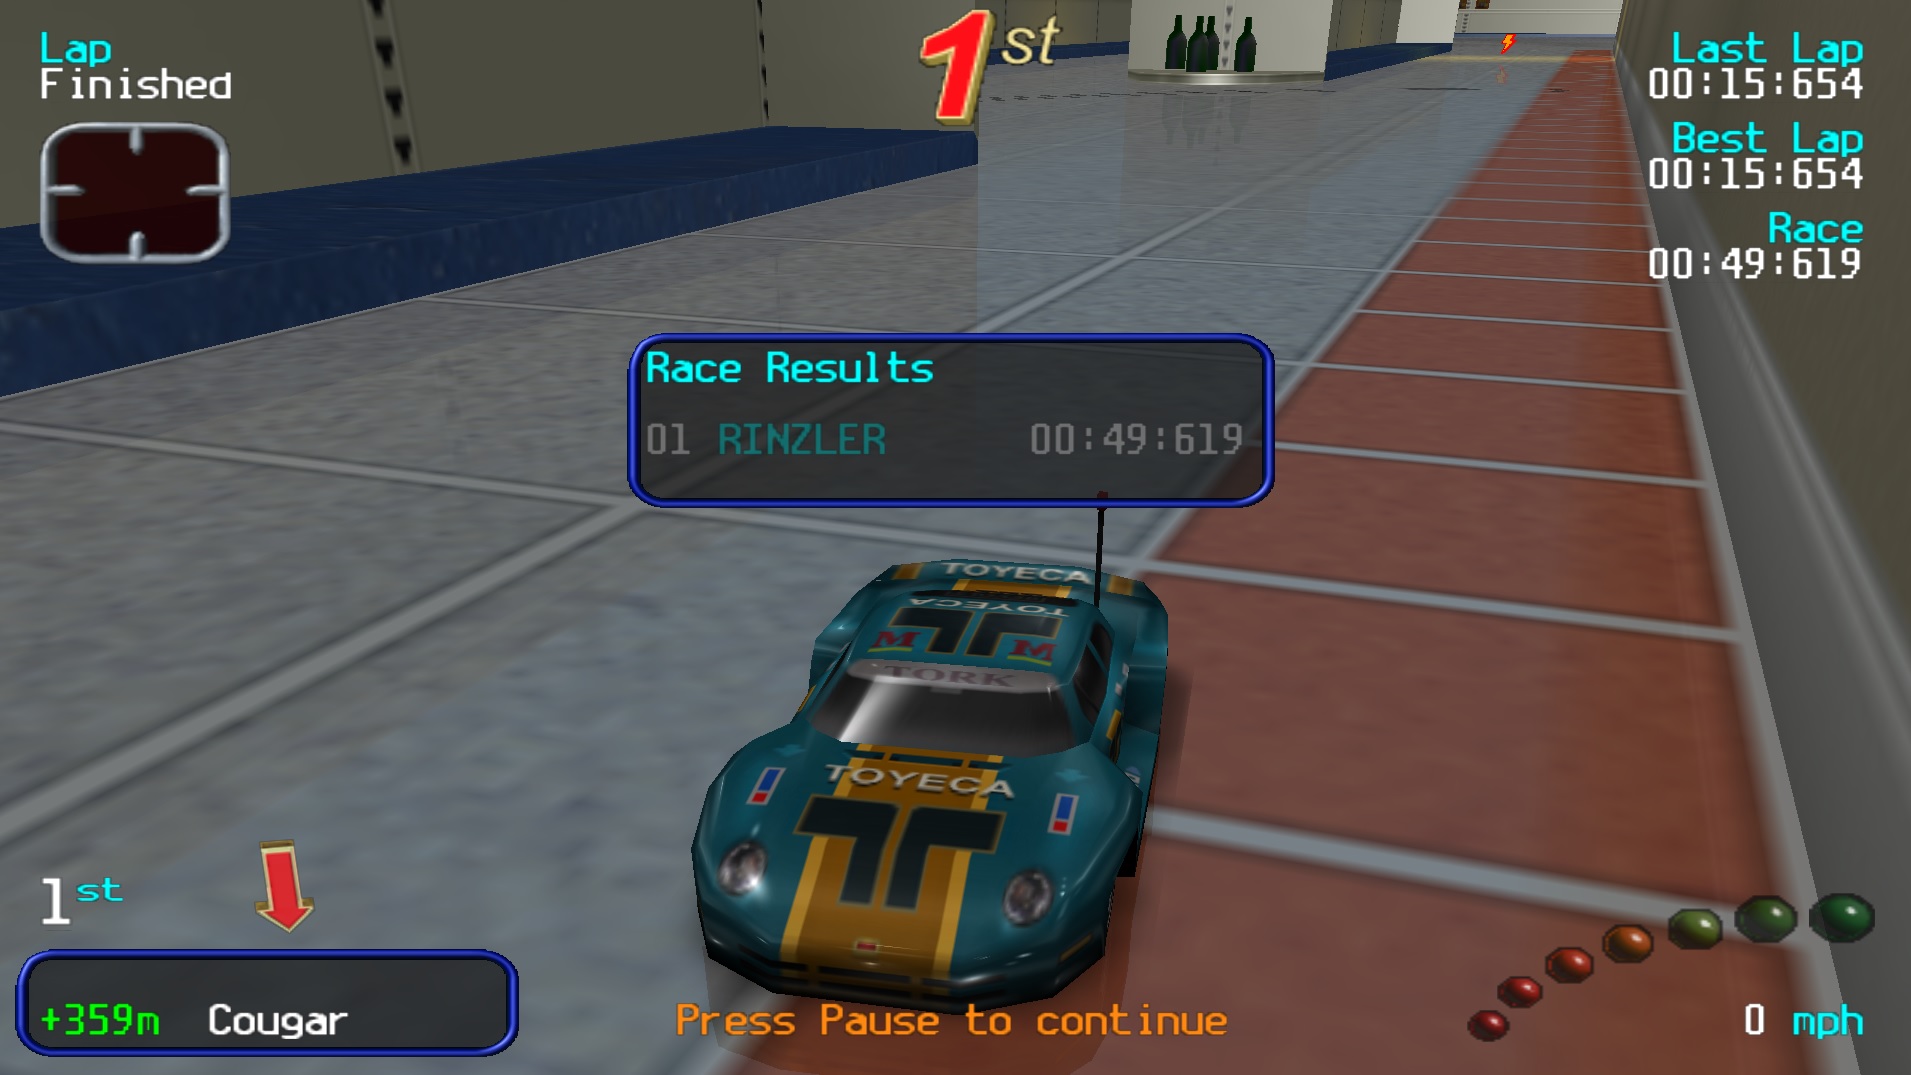 Lap
Finished
1st
Last Lap
00:15:654
Best Lap
00:15:654
Race
00:49:619
Race Results
01 RINZLER 00:49:619
TOYECA
TOYECA
M M
TORK
TOYECA
1st
+359m Cougar
Press Pause to continue
0 mph